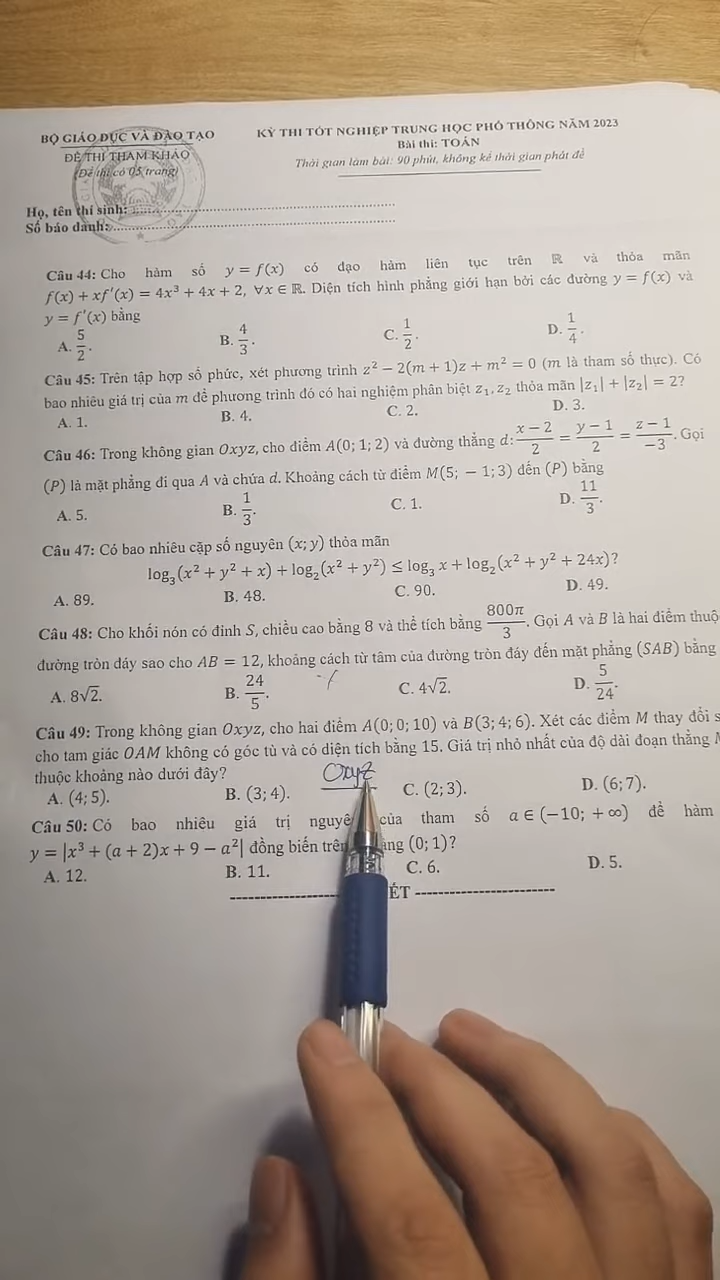 BỘ GIÁO DỤC VÀ ĐÀO TẠO
ĐỀ THI THAM KHẢO
(Đề thi có 05 trang)
KỲ THI TỐT NGHIỆP TRUNG HỌC PHỔ THÔNG NĂM 2023
Bài thi: TOÁN
Thời gian làm bài: 90 phút, không kể thời gian phát đề
Họ, tên thí sinh:
Số báo danh:
Câu 44: Cho hàm số y = f(x) có đạo hàm liên tục trên ℝ và thỏa mãn
f(x) + xf'(x) = 4x³ + 4x + 2, ∀x ∈ ℝ. Diện tích hình phẳng giới hạn bởi các đường y = f(x) và
y = f'(x) bằng
A. 5/2. B. 4/3. C. 1/2. D. 1/4.
Câu 45: Trên tập hợp số phức, xét phương trình z² − 2(m + 1)z + m² = 0 (m là tham số thực). Có
bao nhiêu giá trị của m để phương trình đó có hai nghiệm phân biệt z₁, z₂ thỏa mãn |z₁| + |z₂| = 2?
A. 1. B. 4. C. 2. D. 3.
Câu 46: Trong không gian Oxyz, cho điểm A(0; 1; 2) và đường thẳng d: (x − 2)/2 = (y − 1)/2 = (z − 1)/−3. Gọi
(P) là mặt phẳng đi qua A và chứa d. Khoảng cách từ điểm M(5; − 1; 3) đến (P) bằng
A. 5. B. 1/3. C. 1. D. 11/3.
Câu 47: Có bao nhiêu cặp số nguyên (x; y) thỏa mãn
log₃(x² + y² + x) + log₂(x² + y²) ≤ log₃ x + log₂(x² + y² + 24x)?
A. 89. B. 48. C. 90. D. 49.
Câu 48: Cho khối nón có đỉnh S, chiều cao bằng 8 và thể tích bằng 800π/3. Gọi A và B là hai điểm thuộ
đường tròn đáy sao cho AB = 12, khoảng cách từ tâm của đường tròn đáy đến mặt phẳng (SAB) bằng
A. 8√2. B. 24/5. C. 4√2. D. 5/24.
Câu 49: Trong không gian Oxyz, cho hai điểm A(0; 0; 10) và B(3; 4; 6). Xét các điểm M thay đổi s
cho tam giác OAM không có góc tù và có diện tích bằng 15. Giá trị nhỏ nhất của độ dài đoạn thẳng
thuộc khoảng nào dưới đây?
Oxyz
A. (4; 5). B. (3; 4). C. (2; 3). D. (6; 7).
Câu 50: Có bao nhiêu giá trị nguyê của tham số a ∈ (−10; +∞) để hàm
y = |x³ + (a + 2)x + 9 − a²| đồng biến trên ảng (0; 1)?
A. 12. B. 11. C. 6. D. 5.
ẾT